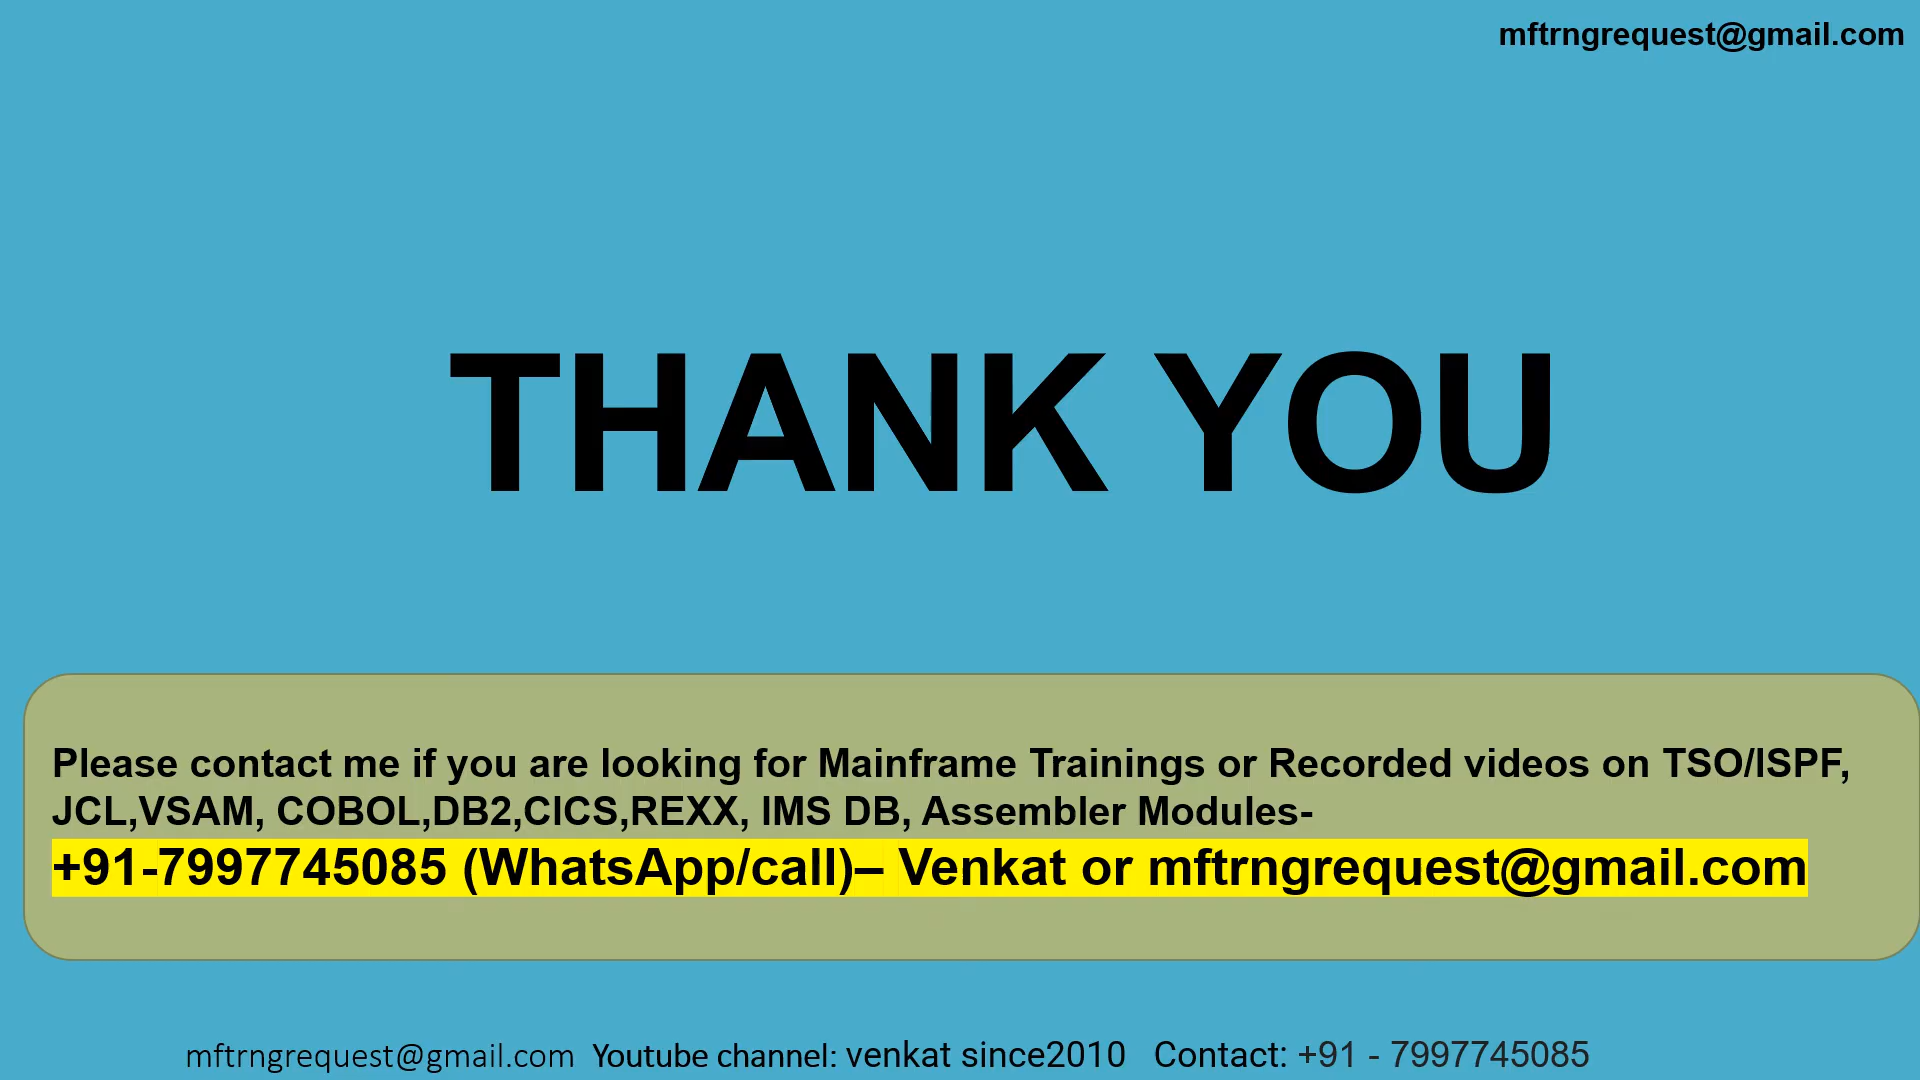 mftrngrequest@gmail.com
THANK YOU
Please contact me if you are looking for Mainframe Trainings or Recorded videos on TSO/ISPF,
JCL,VSAM, COBOL,DB2,CICS,REXX, IMS DB, Assembler Modules-
+91-7997745085 (WhatsApp/call)– Venkat or mftrngrequest@gmail.com
mftrngrequest@gmail.com Youtube channel: venkat since2010 Contact: +91 - 7997745085